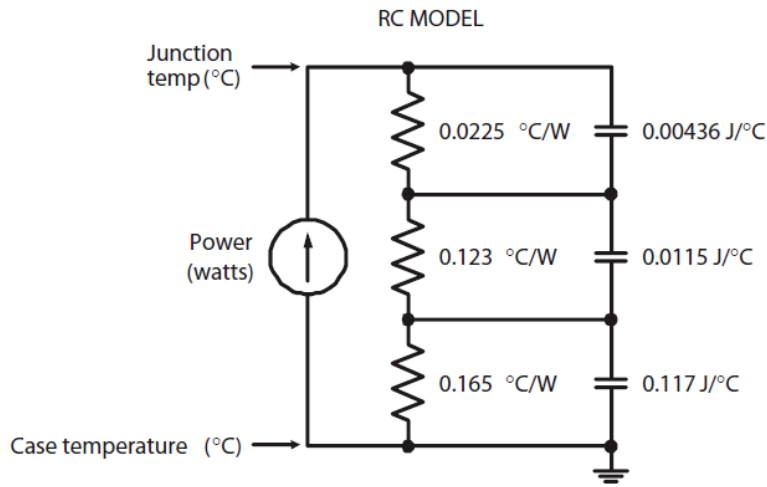 RC MODEL
Junction
temp (°C)
0.0225 °C/W
0.00436 J/°C
Power
(watts)
0.123 °C/W
0.0115 J/°C
0.165 °C/W
0.117 J/°C
Case temperature (°C)